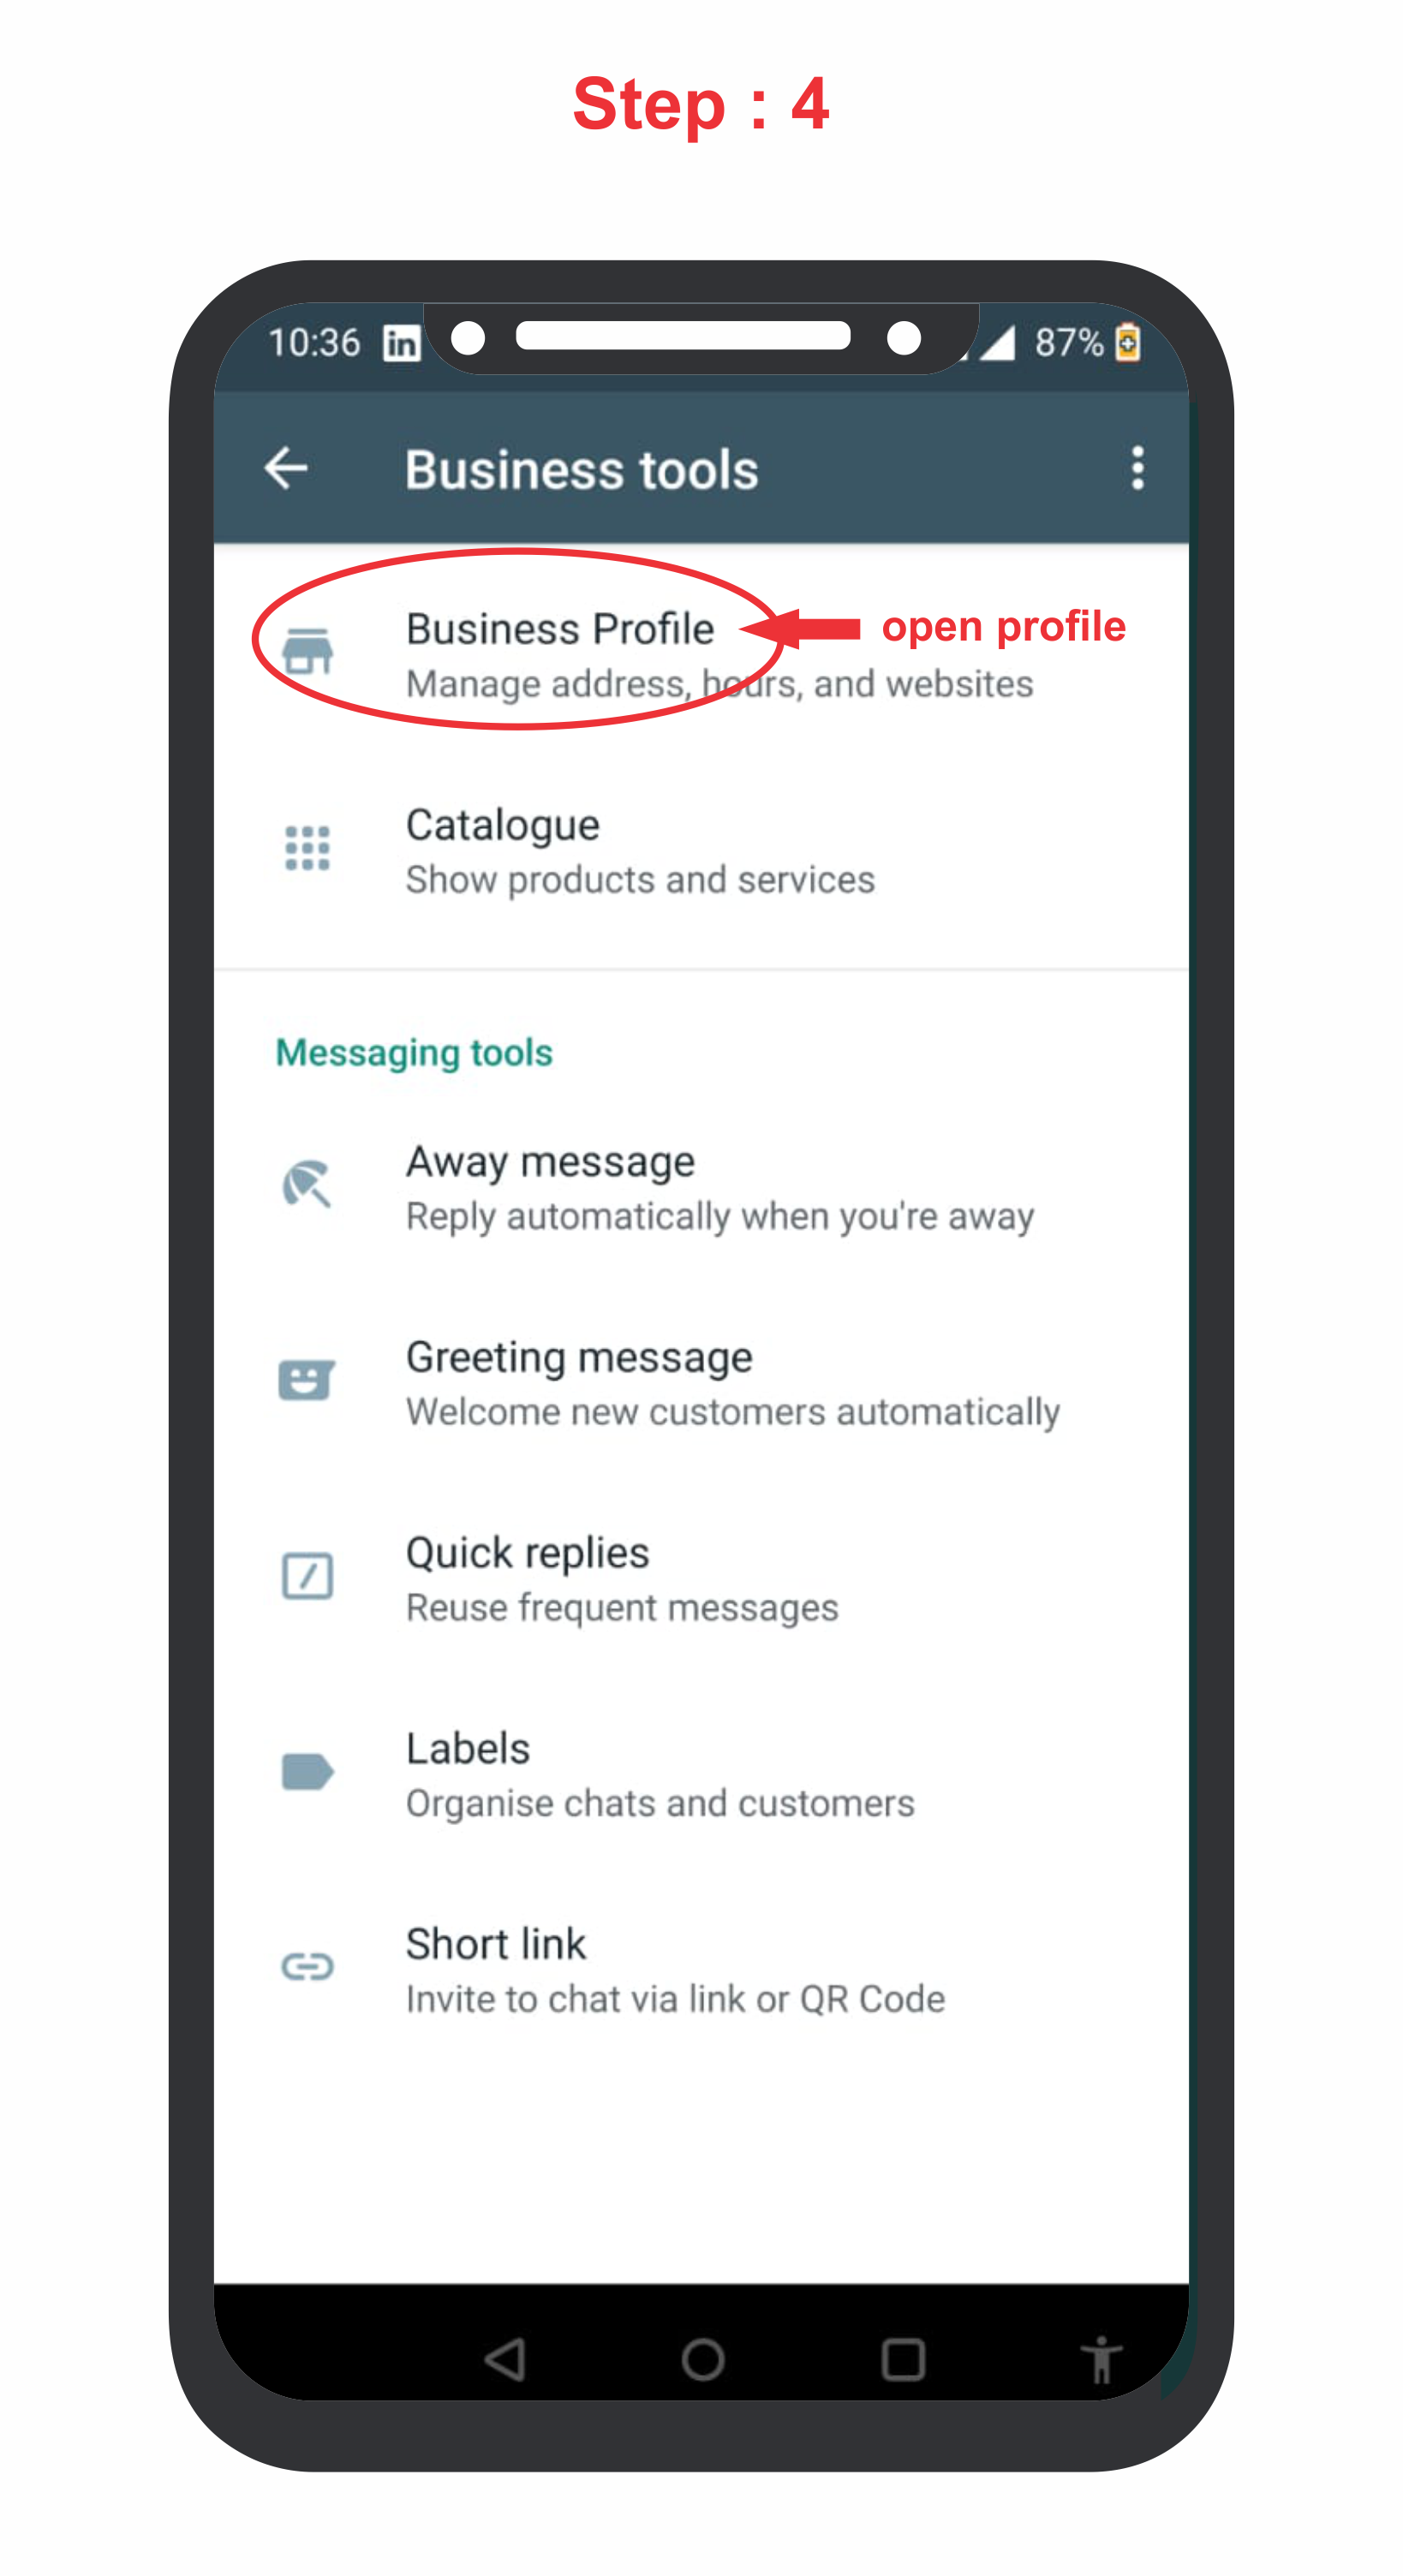 Step : 4
10:36 in 87%
Business tools
Business Profile open profile
Manage address, hours, and websites
Catalogue
Show products and services
Messaging tools
Away message
Reply automatically when you're away
Greeting message
Welcome new customers automatically
Quick replies
Reuse frequent messages
Labels
Organise chats and customers
Short link
Invite to chat via link or QR Code